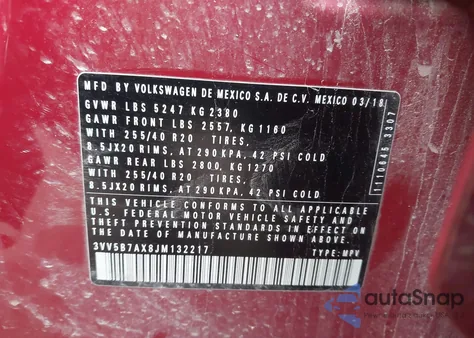 MFD BY VOLKSWAGEN DE MEXICO S.A. DE C.V. MEXICO 03/18
GVWR LBS 5247 KG 2380
GAWR FRONT LBS 2557, KG 1160
WITH 255/40 R20 TIRES,
8.5JX20 RIMS, AT 290 KPA, 42 PSI COLD
GAWR REAR LBS 2800, KG 1270
WITH 255/40 R20 TIRES,
8.5JX20 RIMS, AT 290 KPA, 42 PSI COLD
THIS VEHICLE CONFORMS TO ALL APPLICABLE
U.S. FEDERAL MOTOR VEHICLE SAFETY AND
THEFT PREVENTION STANDARDS IN EFFECT ON
THE DATE OF MANUFACTURE SHOWN ABOVE
3VV5B7AX8JM132217 TYPE: MPV
1110645 3307
autoSnap